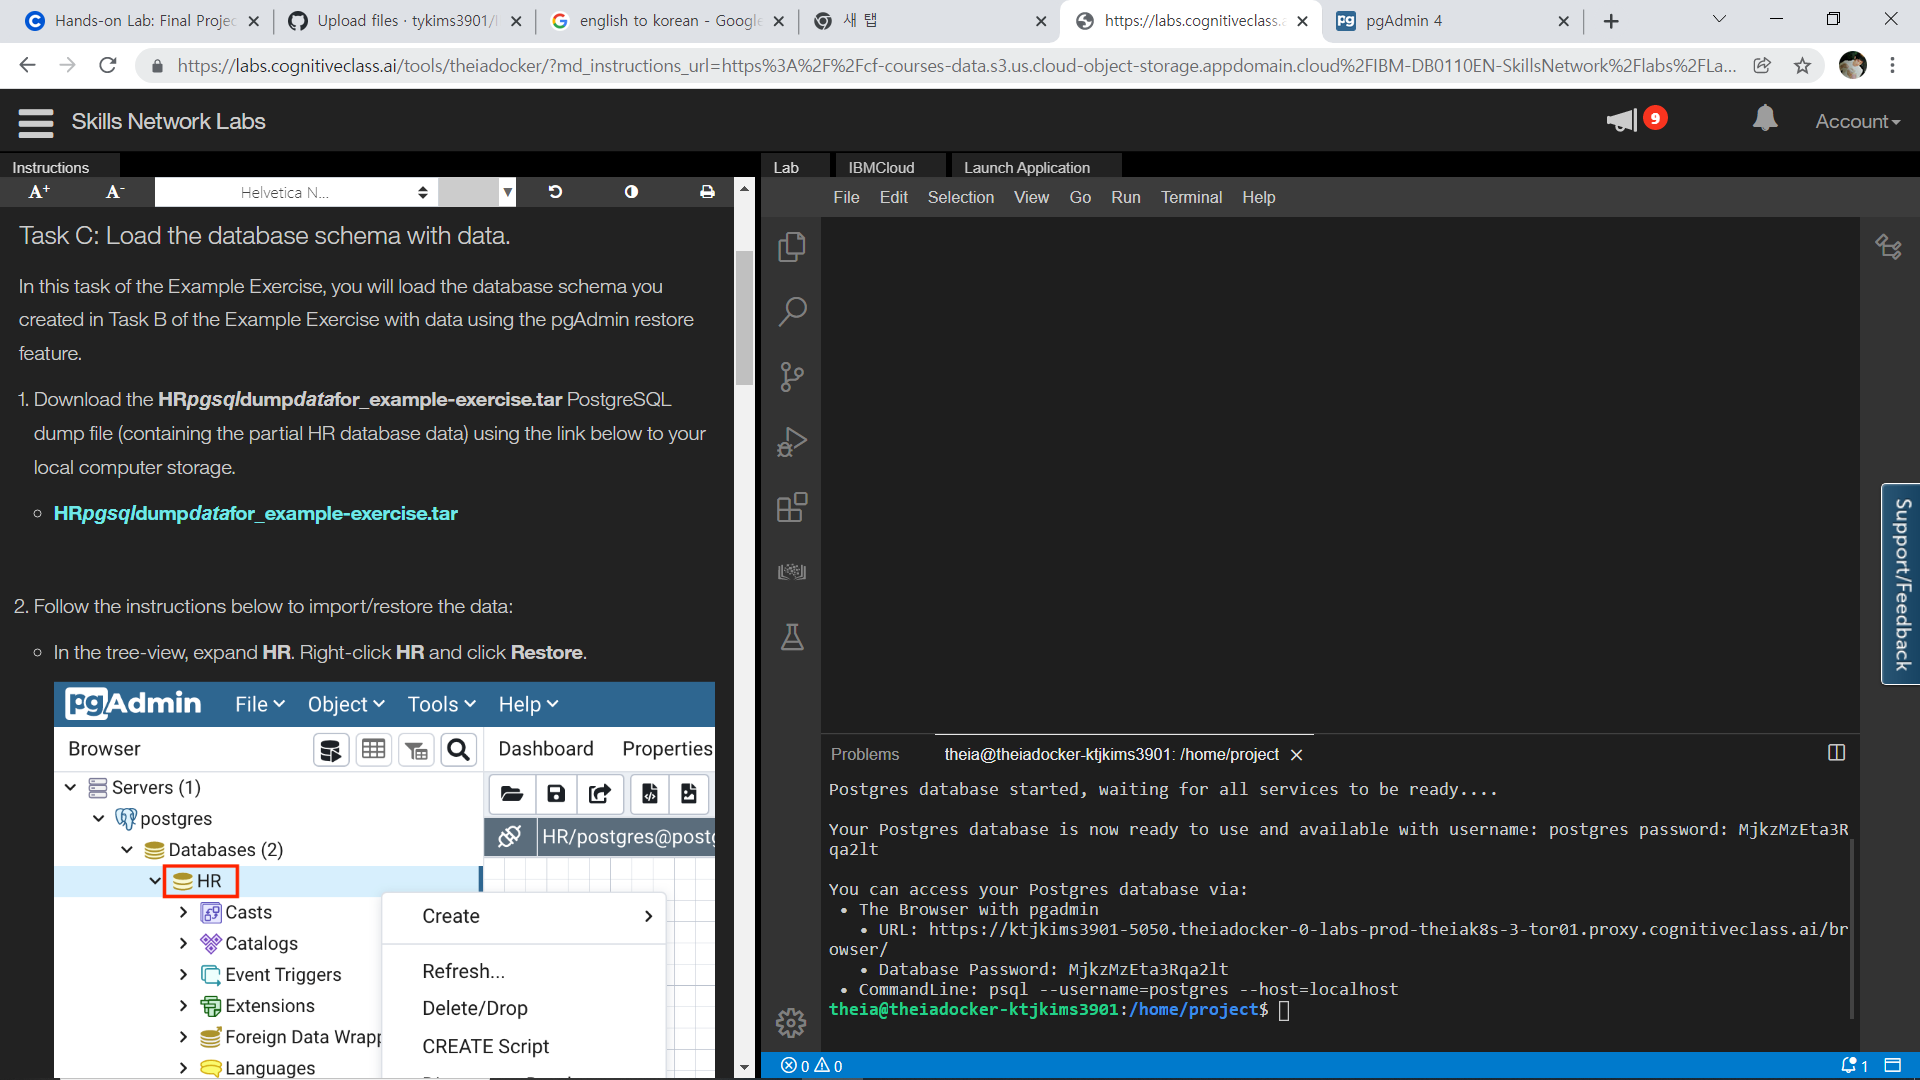 Hands-on Lab: Final Projec
Upload files · tykims3901/
english to korean - Google
새 탭
https://labs.cognitiveclass.a
pgAdmin 4
https://labs.cognitiveclass.ai/tools/theiadocker/?md_instructions_url=https%3A%2F%2Fcf-courses-data.s3.us.cloud-object-storage.appdomain.cloud%2FIBM-DB0110EN-SkillsNetwork%2Flabs%2FLa...
Skills Network Labs
9
Account
Instructions
A+
A-
Helvetica N...
Task C: Load the database schema with data.
In this task of the Example Exercise, you will load the database schema you
created in Task B of the Example Exercise with data using the pgAdmin restore
feature.
1. Download the HRpgsqldumpdatafor_example-exercise.tar PostgreSQL
dump file (containing the partial HR database data) using the link below to your
local computer storage.
HRpgsqldumpdatafor_example-exercise.tar
2. Follow the instructions below to import/restore the data:
In the tree-view, expand HR. Right-click HR and click Restore.
pgAdmin File Object Tools Help
Browser
Dashboard Properties
Servers (1)
postgres
Databases (2)
HR/postgres@postg
HR
Casts
Catalogs
Event Triggers
Extensions
Foreign Data Wrapp
Languages
Create
Refresh...
Delete/Drop
CREATE Script
Lab
IBMCloud
Launch Application
File Edit Selection View Go Run Terminal Help
Support/Feedback
Problems
theia@theiadocker-ktjkims3901: /home/project
Postgres database started, waiting for all services to be ready....
Your Postgres database is now ready to use and available with username: postgres password: MjkzMzEta3R
qa2lt
You can access your Postgres database via:
• The Browser with pgadmin
• URL: https://ktjkims3901-5050.theiadocker-0-labs-prod-theiak8s-3-tor01.proxy.cognitiveclass.ai/br
owser/
• Database Password: MjkzMzEta3Rqa2lt
• CommandLine: psql --username=postgres --host=localhost
theia@theiadocker-ktjkims3901:/home/project$
0 0
1